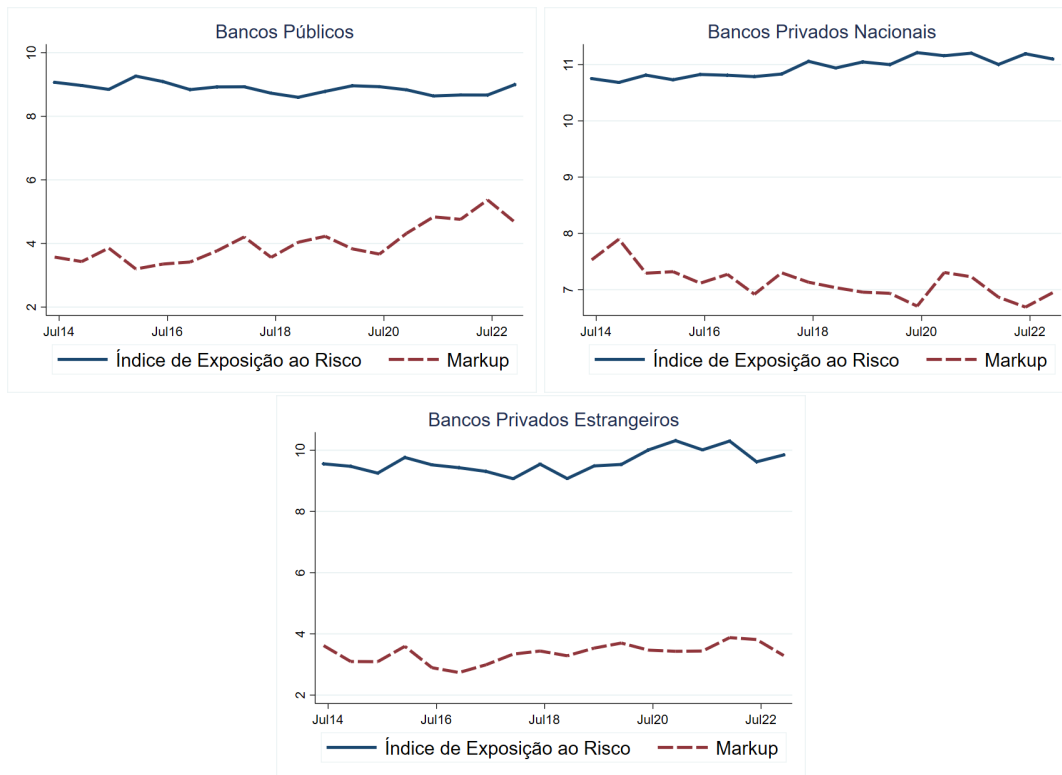 Bancos Públicos
10
8
6
4
2
Jul14 Jul16 Jul18 Jul20 Jul22
Índice de Exposição ao Risco Markup
Bancos Privados Nacionais
11
10
9
8
7
Jul14 Jul16 Jul18 Jul20 Jul22
Índice de Exposição ao Risco Markup
Bancos Privados Estrangeiros
10
8
6
4
2
Jul14 Jul16 Jul18 Jul20 Jul22
Índice de Exposição ao Risco Markup